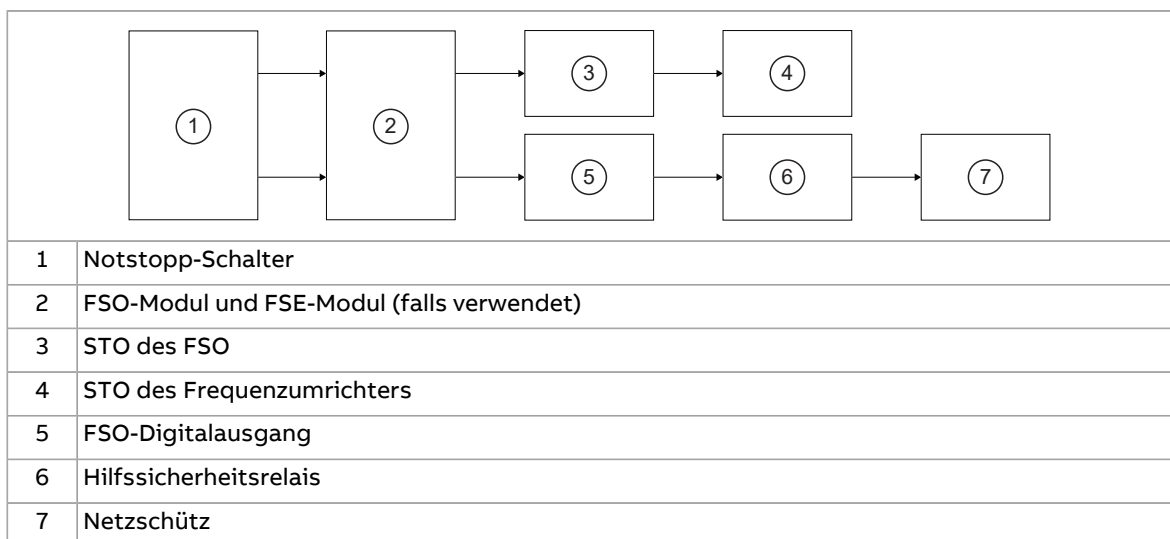 1
2
3
4
5
6
7
1 Notstopp-Schalter
2 FSO-Modul und FSE-Modul (falls verwendet)
3 STO des FSO
4 STO des Frequenzumrichters
5 FSO-Digitalausgang
6 Hilfssicherheitsrelais
7 Netzschütz